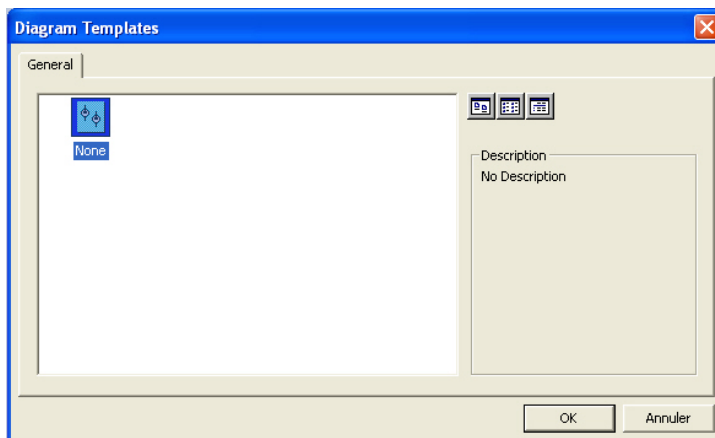 Diagram Templates
General
None
Description
No Description
OK
Annuler